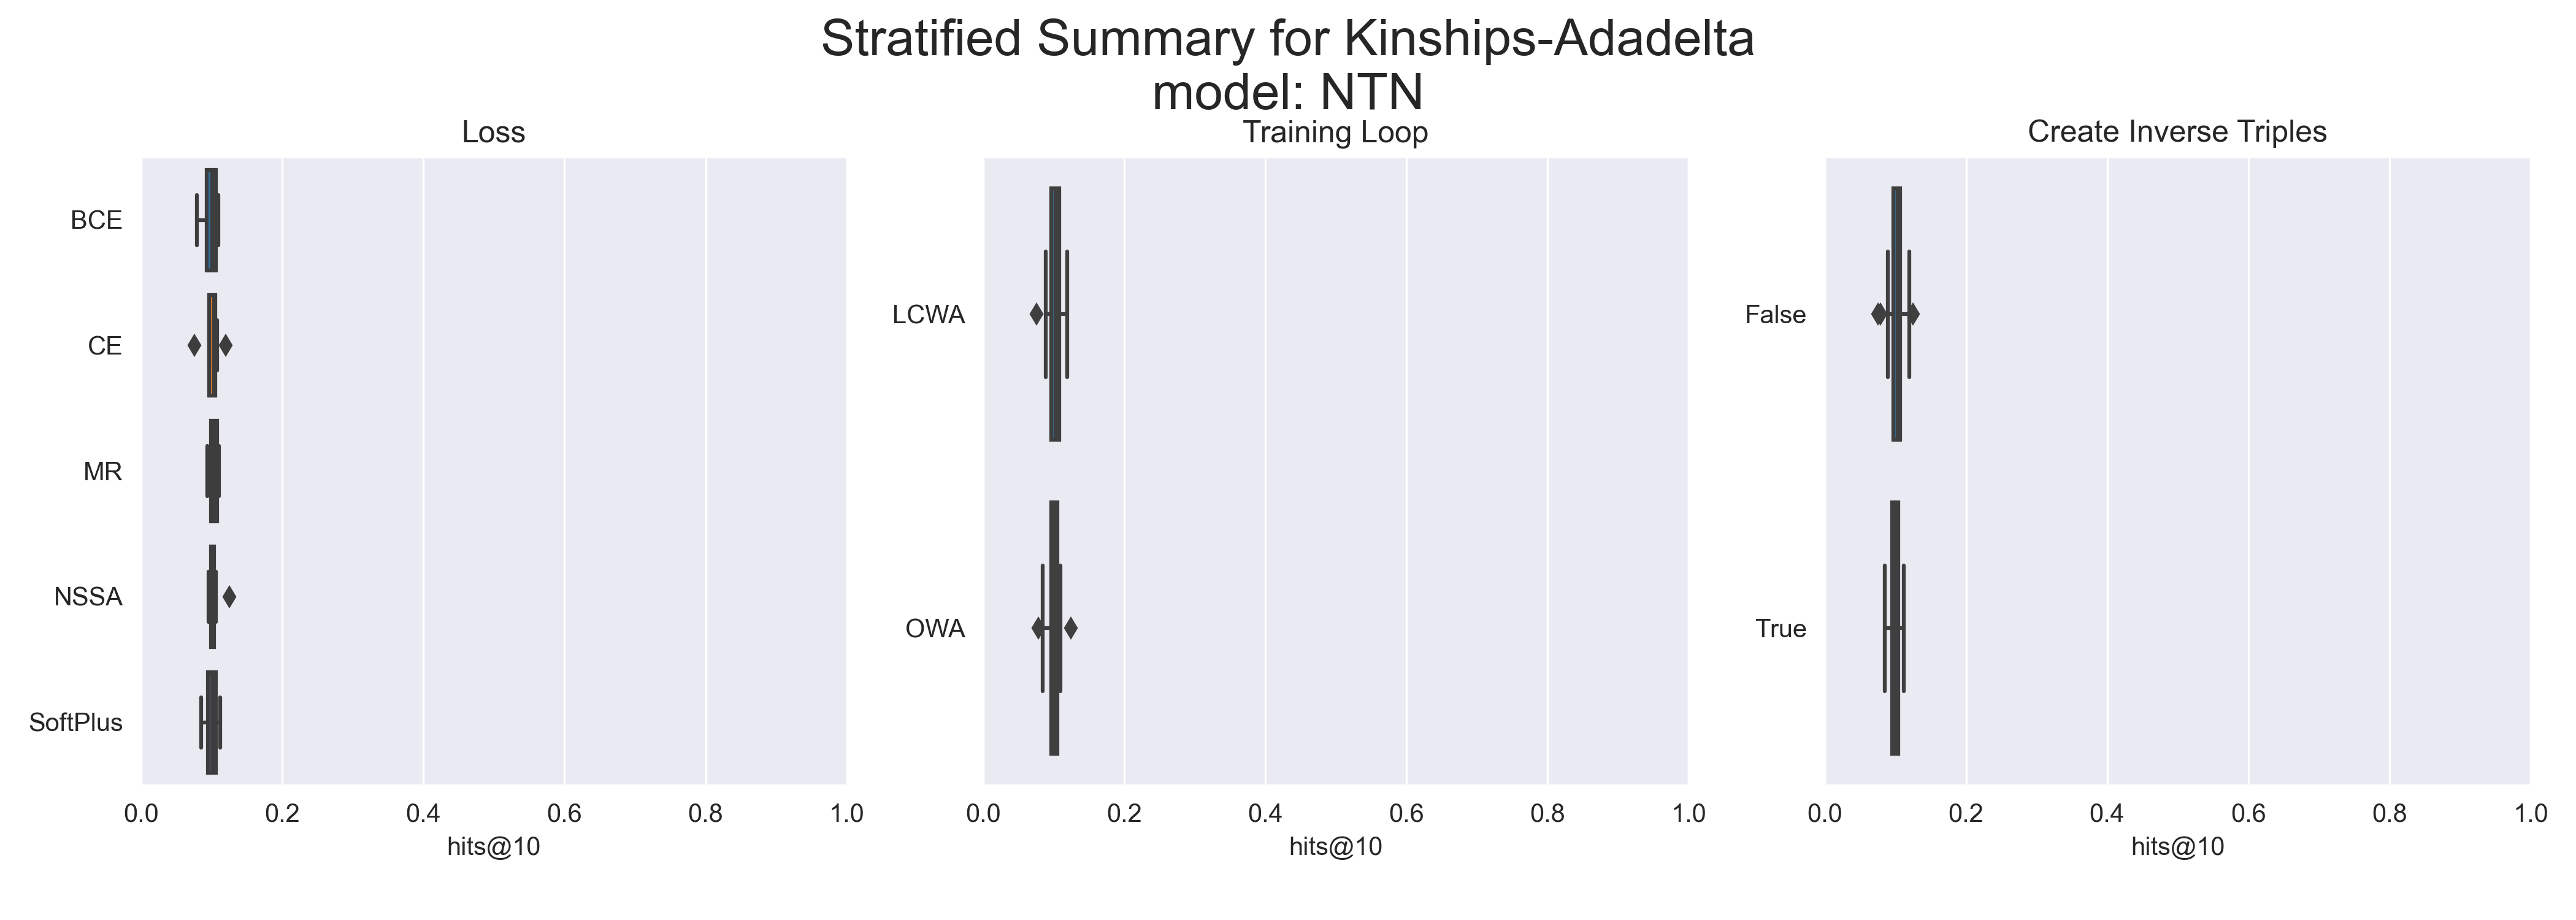 Stratified Summary for Kinships-Adadelta
model: NTN
Loss
BCE
CE
MR
NSSA
SoftPlus
0.0 0.2 0.4 0.6 0.8 1.0
hits@10
Training Loop
LCWA
OWA
0.0 0.2 0.4 0.6 0.8 1.0
hits@10
Create Inverse Triples
False
True
0.0 0.2 0.4 0.6 0.8 1.0
hits@10